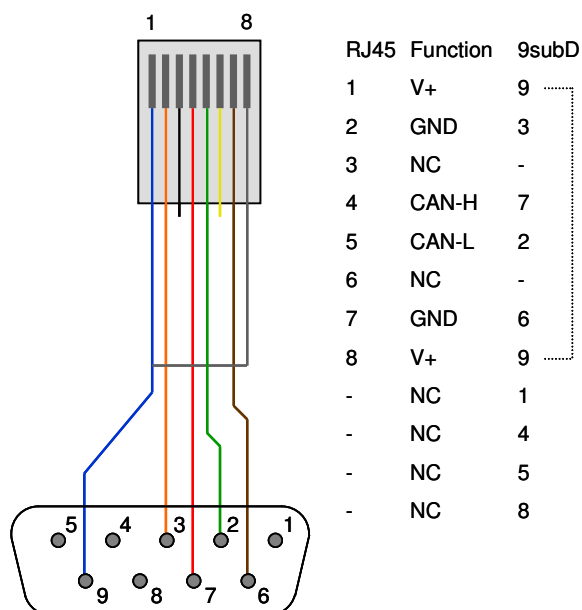 1 8
RJ45 Function 9subD
1 V+ 9
2 GND 3
3 NC -
4 CAN-H 7
5 CAN-L 2
6 NC -
7 GND 6
8 V+ 9
- NC 1
- NC 4
- NC 5
- NC 8
5 4 3 2 1
9 8 7 6